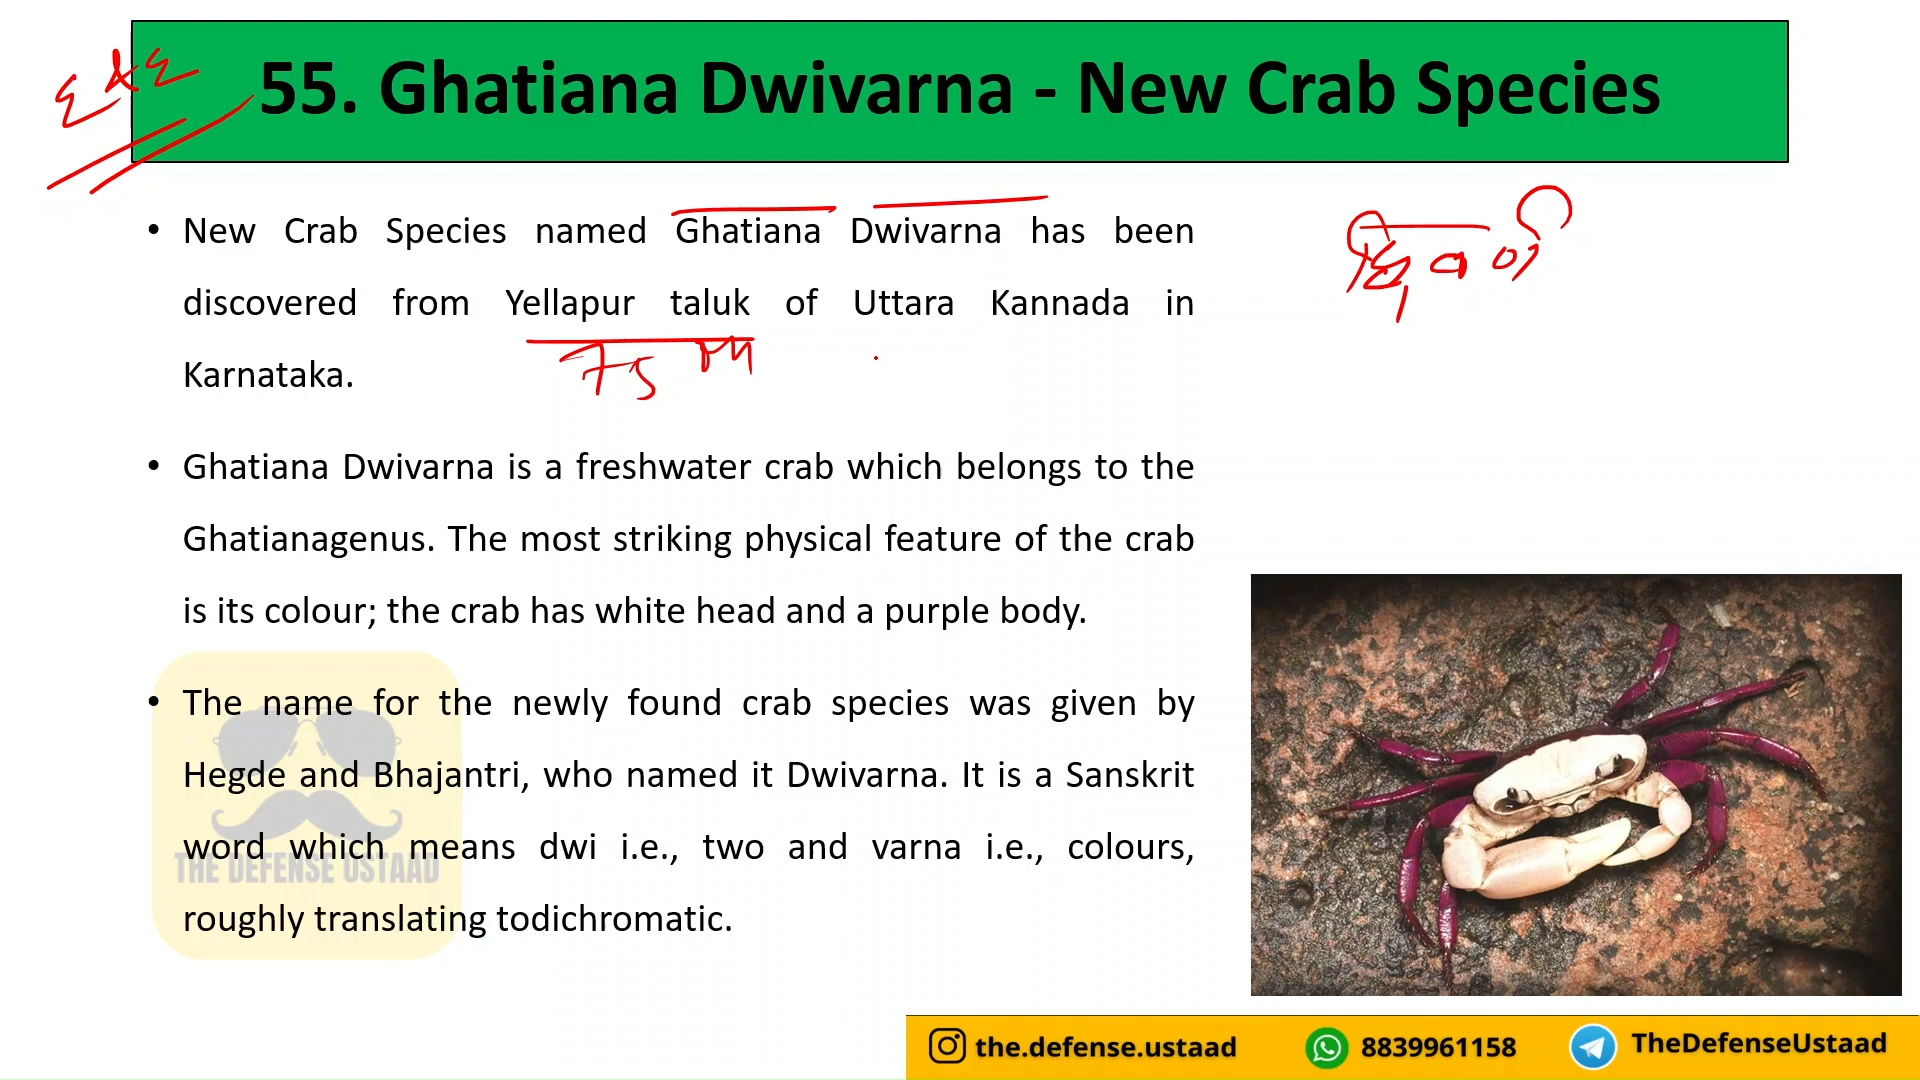 E & E
55. Ghatiana Dwivarna - New Crab Species
• New Crab Species named Ghatiana Dwivarna has been
discovered from Yellapur taluk of Uttara Kannada in
Karnataka.
द्विवर्ण
75
• Ghatiana Dwivarna is a freshwater crab which belongs to the
Ghatianagenus. The most striking physical feature of the crab
is its colour; the crab has white head and a purple body.
• The name for the newly found crab species was given by
Hegde and Bhajantri, who named it Dwivarna. It is a Sanskrit
word which means dwi i.e., two and varna i.e., colours,
roughly translating todichromatic.
THE DEFENSE USTAAD
the.defense.ustaad
8839961158
TheDefenseUstaad